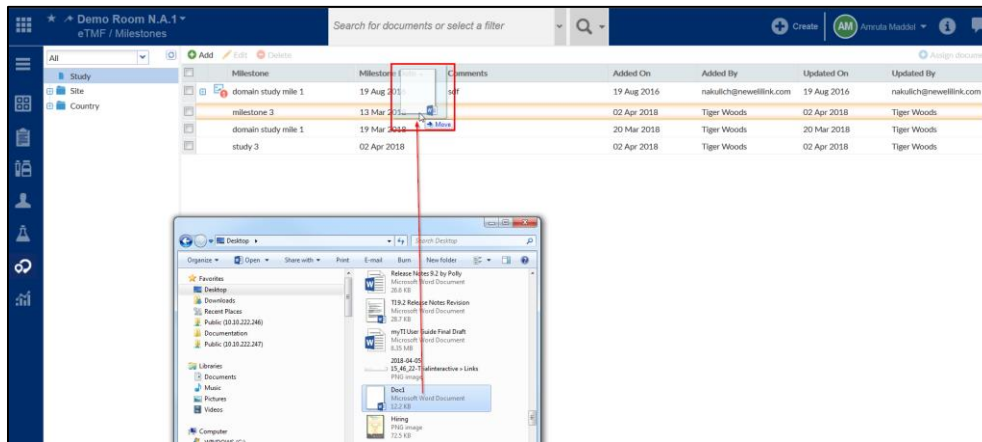 Demo Room N.A.1
eTMF / Milestones
Search for documents or select a filter
Create
AM
Amruta Maddel
All
Add Edit Delete
Assign docume
Study
Site
Country
Milestone Comments Added On Added By Updated On Updated By
domain study mile 1 19 Aug 2016 sdf 19 Aug 2016 nakulich@newelllink.com 19 Aug 2016 nakulich@newelllink.com
milestone 3 13 Mar 2018 02 Apr 2018 Tiger Woods 02 Apr 2018 Tiger Woods
Move
domain study mile 1 19 Mar 2018 20 Mar 2018 Tiger Woods 20 Mar 2018 Tiger Woods
study 3 02 Apr 2018 02 Apr 2018 Tiger Woods 02 Apr 2018 Tiger Woods
Desktop
Search Desktop
Organize Open Share with Print E-mail Burn New folder
Favorites
Desktop
Downloads
Recent Places
Public (10.10.222.246)
Documentation
Public (10.10.222.247)
Libraries
Documents
Music
Pictures
Videos
Computer
Release Notes 9.2 by Polly
Microsoft Word Document
28.6 KB
T19.2 Release Notes Revision
Microsoft Word Document
28.7 KB
myTI User Guide Final Draft
Microsoft Word Document
8.35 MB
2018-04-05
15_46_22-Trialinteractive » Links
PNG image
Doc1
Microsoft Word Document
12.2 KB
Hiring
PNG image
72.5 KB